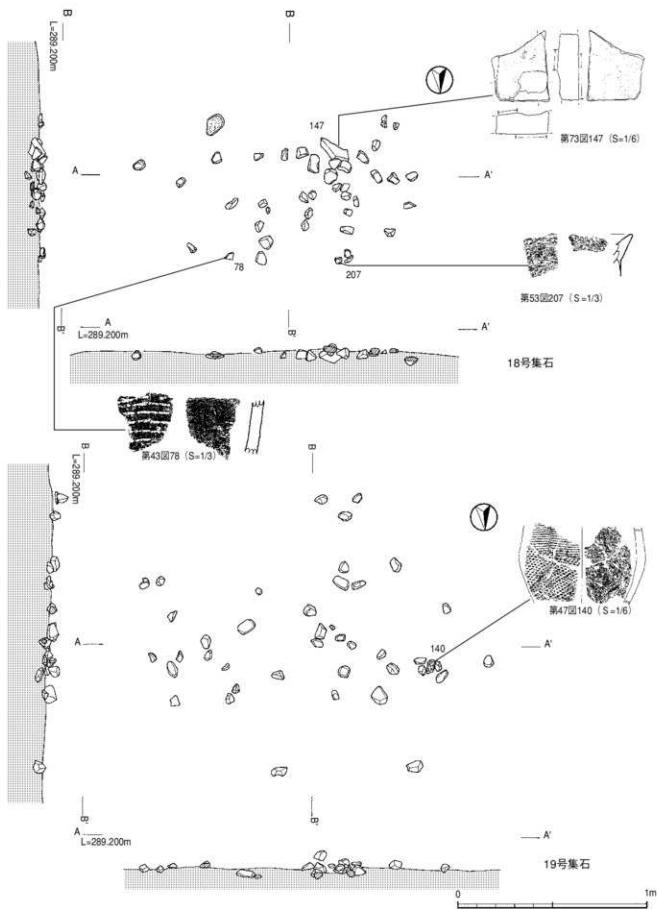 B
L=289.200m
B
147
第73図147（S=1/6）
A
A'
78
207
第53図207（S=1/3）
B'
A
L=289.200m
B'
A'
18号集石
第43図78（S=1/3）
B
L=289.200m
B
第47図140（S=1/6）
A
140
A'
B'
A
L=289.200m
B'
A'
19号集石
0
1m